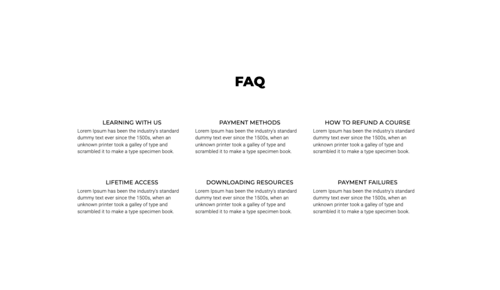 FAQ
LEARNING WITH US
Lorem Ipsum has been the industry's standard
dummy text ever since the 1500s, when an
unknown printer took a galley of type and
scrambled it to make a type specimen book.
PAYMENT METHODS
Lorem Ipsum has been the industry's standard
dummy text ever since the 1500s, when an
unknown printer took a galley of type and
scrambled it to make a type specimen book.
HOW TO REFUND A COURSE
Lorem Ipsum has been the industry's standard
dummy text ever since the 1500s, when an
unknown printer took a galley of type and
scrambled it to make a type specimen book.
LIFETIME ACCESS
Lorem Ipsum has been the industry's standard
dummy text ever since the 1500s, when an
unknown printer took a galley of type and
scrambled it to make a type specimen book.
DOWNLOADING RESOURCES
Lorem Ipsum has been the industry's standard
dummy text ever since the 1500s, when an
unknown printer took a galley of type and
scrambled it to make a type specimen book.
PAYMENT FAILURES
Lorem Ipsum has been the industry's standard
dummy text ever since the 1500s, when an
unknown printer took a galley of type and
scrambled it to make a type specimen book.